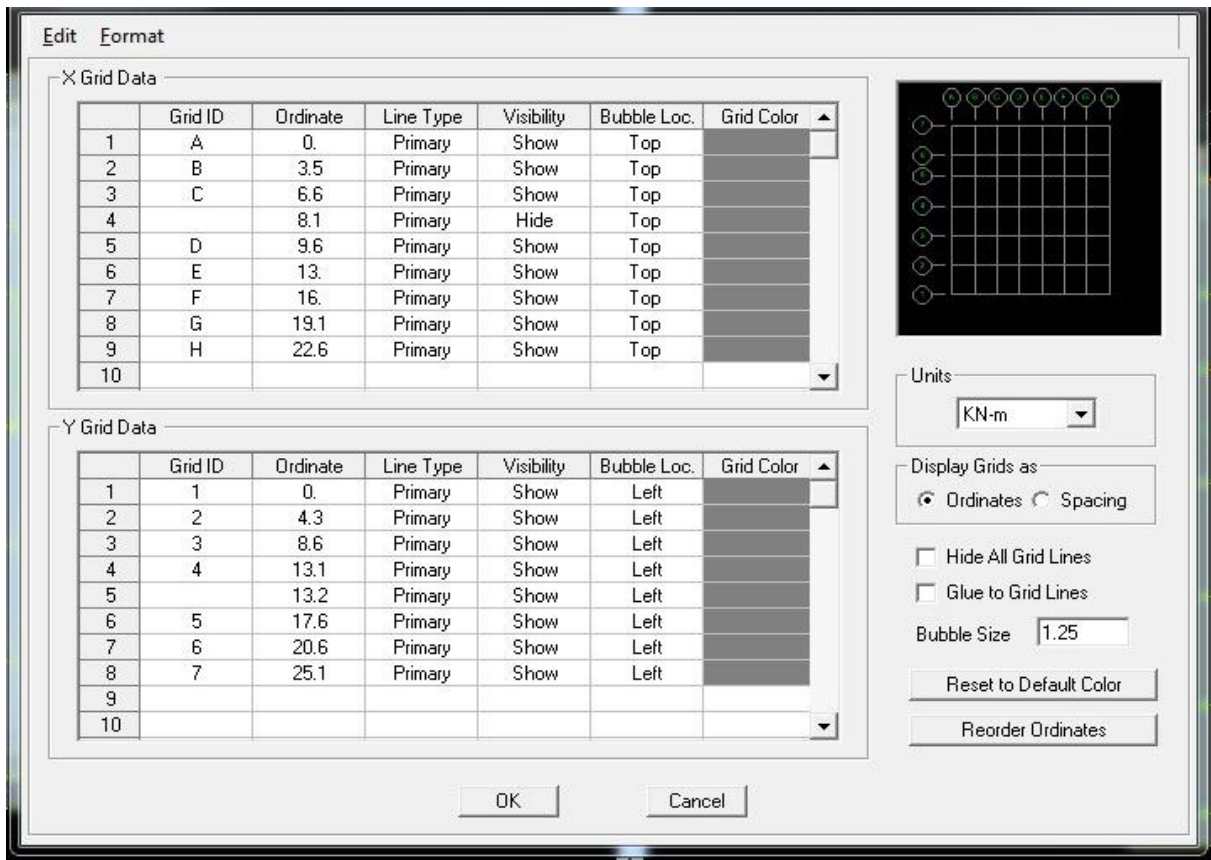 Edit Format
X Grid Data
Grid ID Ordinate Line Type Visibility Bubble Loc. Grid Color
1 A 0. Primary Show Top
2 B 3.5 Primary Show Top
3 C 6.6 Primary Show Top
4 8.1 Primary Hide Top
5 D 9.6 Primary Show Top
6 E 13. Primary Show Top
7 F 16. Primary Show Top
8 G 19.1 Primary Show Top
9 H 22.6 Primary Show Top
10
Y Grid Data
Grid ID Ordinate Line Type Visibility Bubble Loc. Grid Color
1 1 0. Primary Show Left
2 2 4.3 Primary Show Left
3 3 8.6 Primary Show Left
4 4 13.1 Primary Show Left
5 13.2 Primary Show Left
6 5 17.6 Primary Show Left
7 6 20.6 Primary Show Left
8 7 25.1 Primary Show Left
9
10
Units
KN-m
Display Grids as
Ordinates Spacing
Hide All Grid Lines
Glue to Grid Lines
Bubble Size 1.25
Reset to Default Color
Reorder Ordinates
OK Cancel